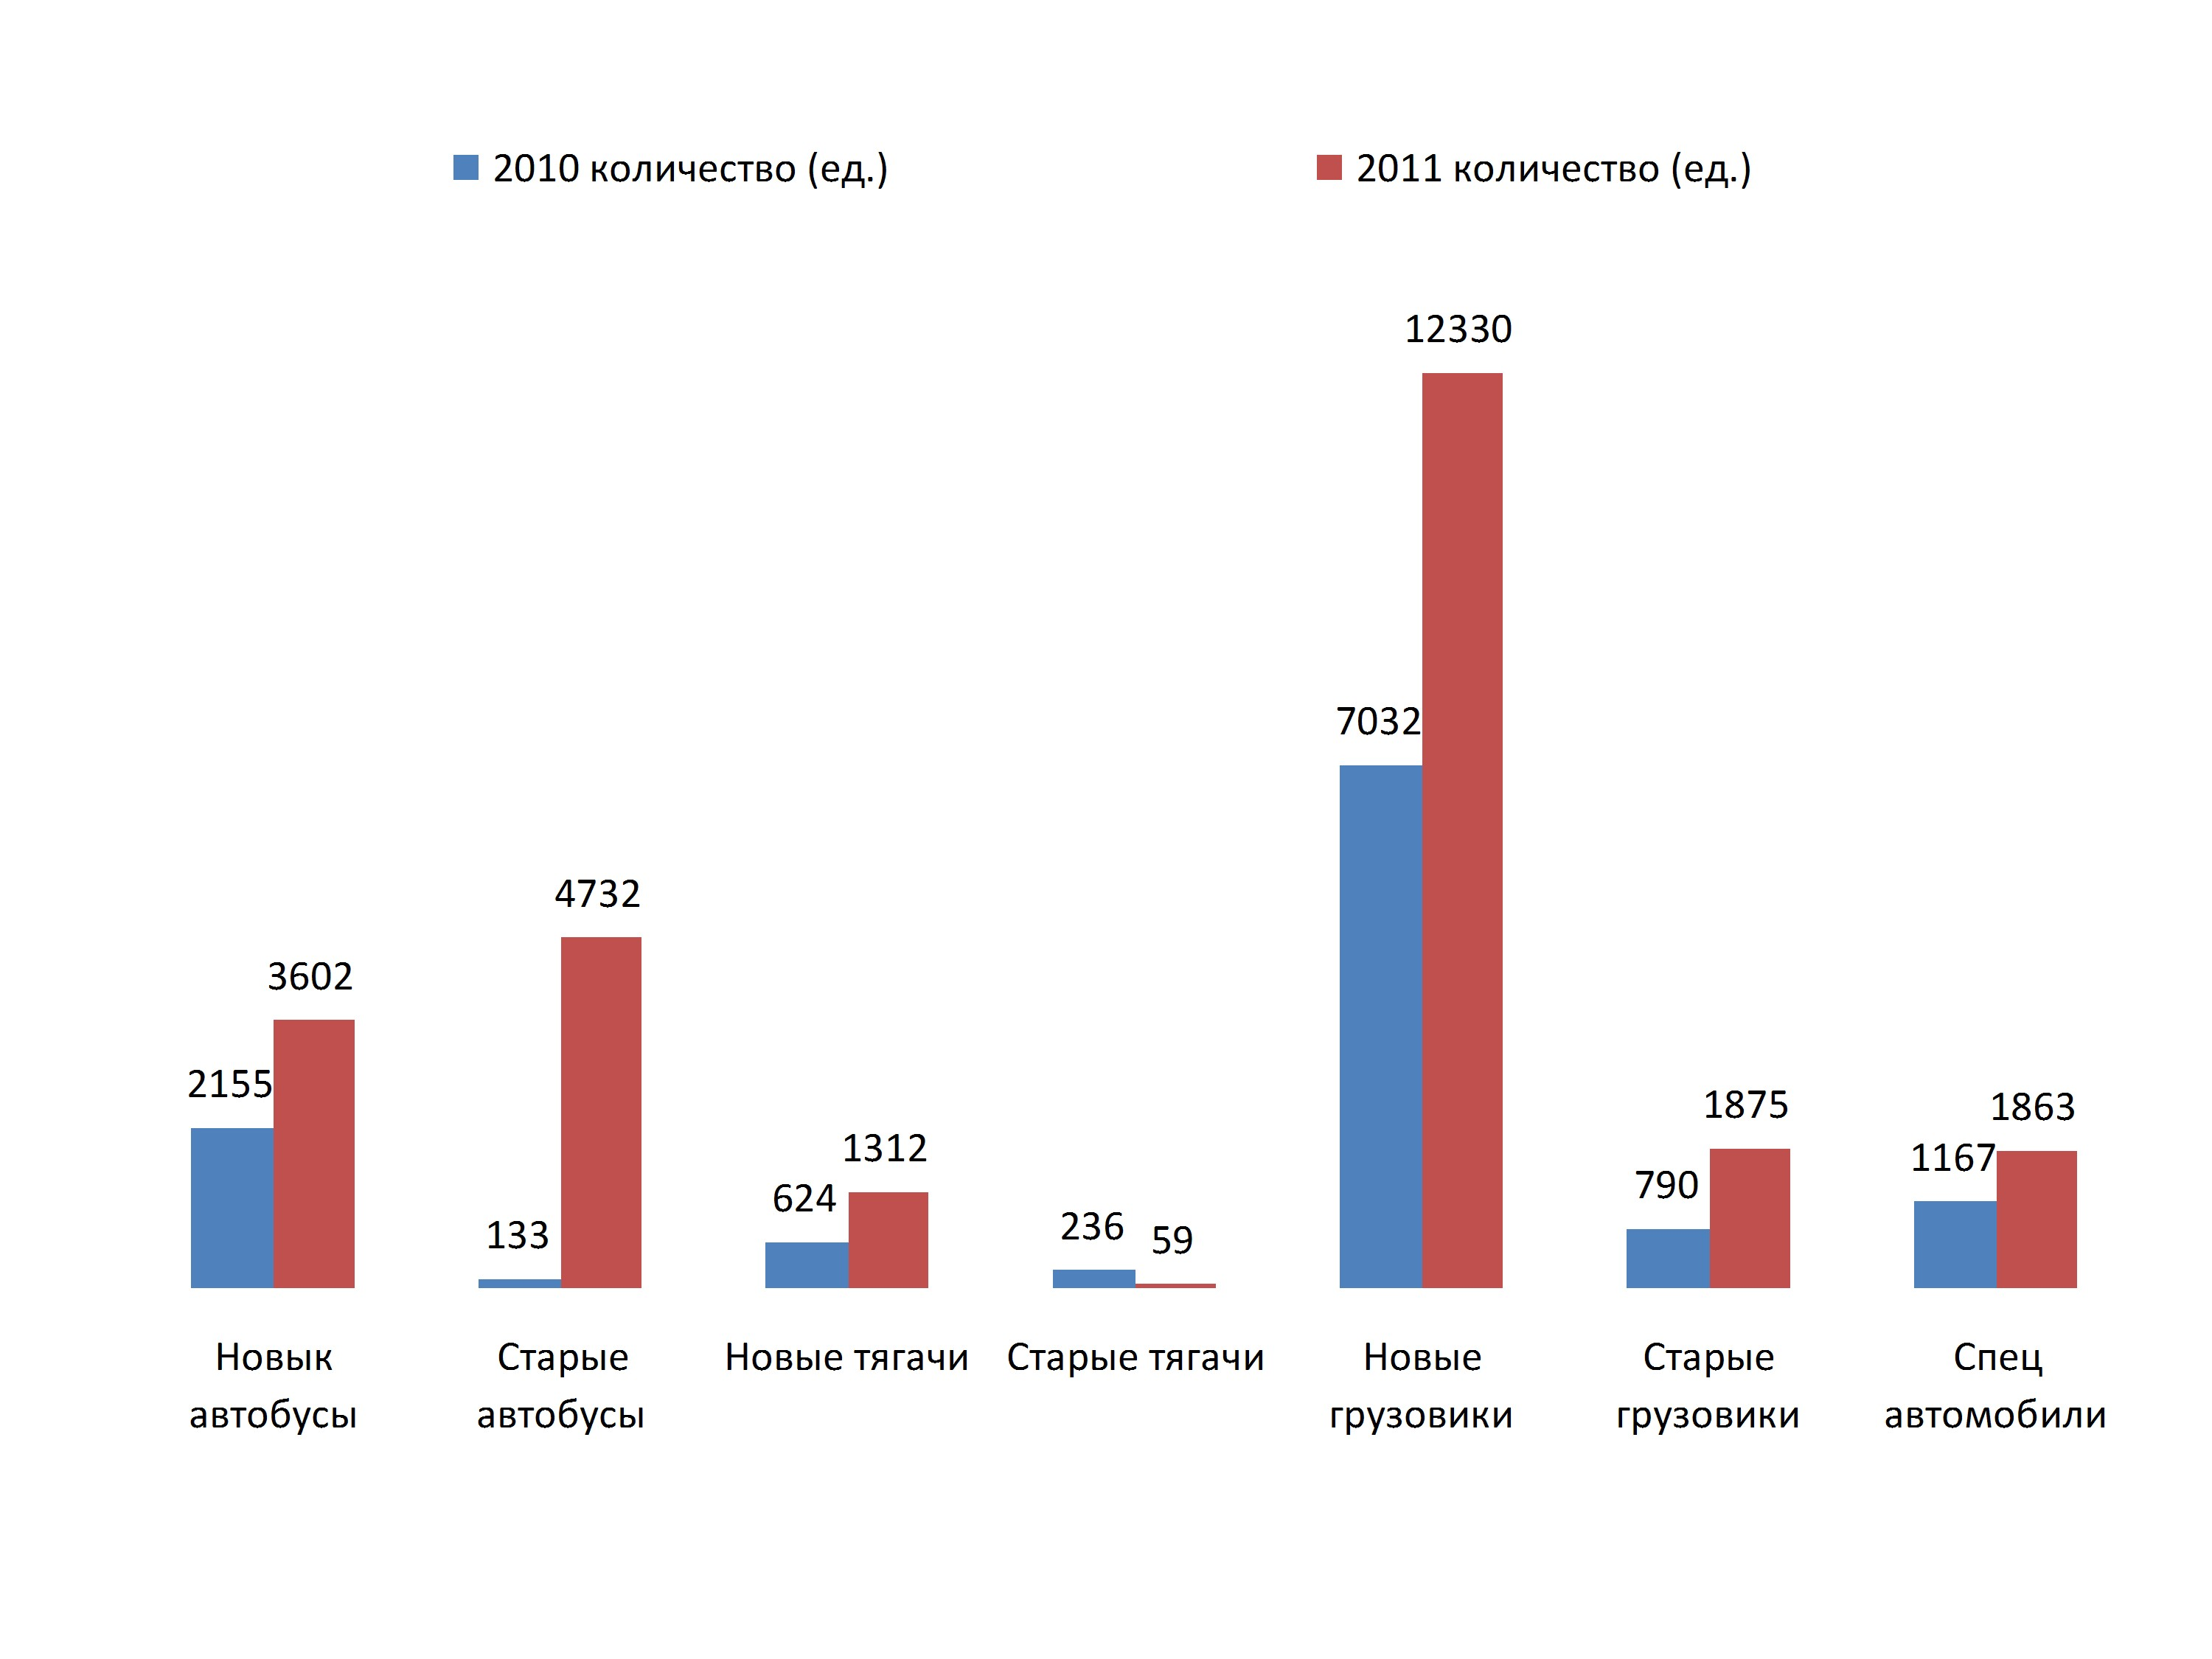 2010 количество (ед.)
2011 количество (ед.)
12330
7032
4732
3602
2155
1875
1863
1312
1167
624
790
133
236
59
Новык
автобусы
Старые
автобусы
Новые тягачи
Старые тягачи
Новые
грузовики
Старые
грузовики
Спец
автомобили